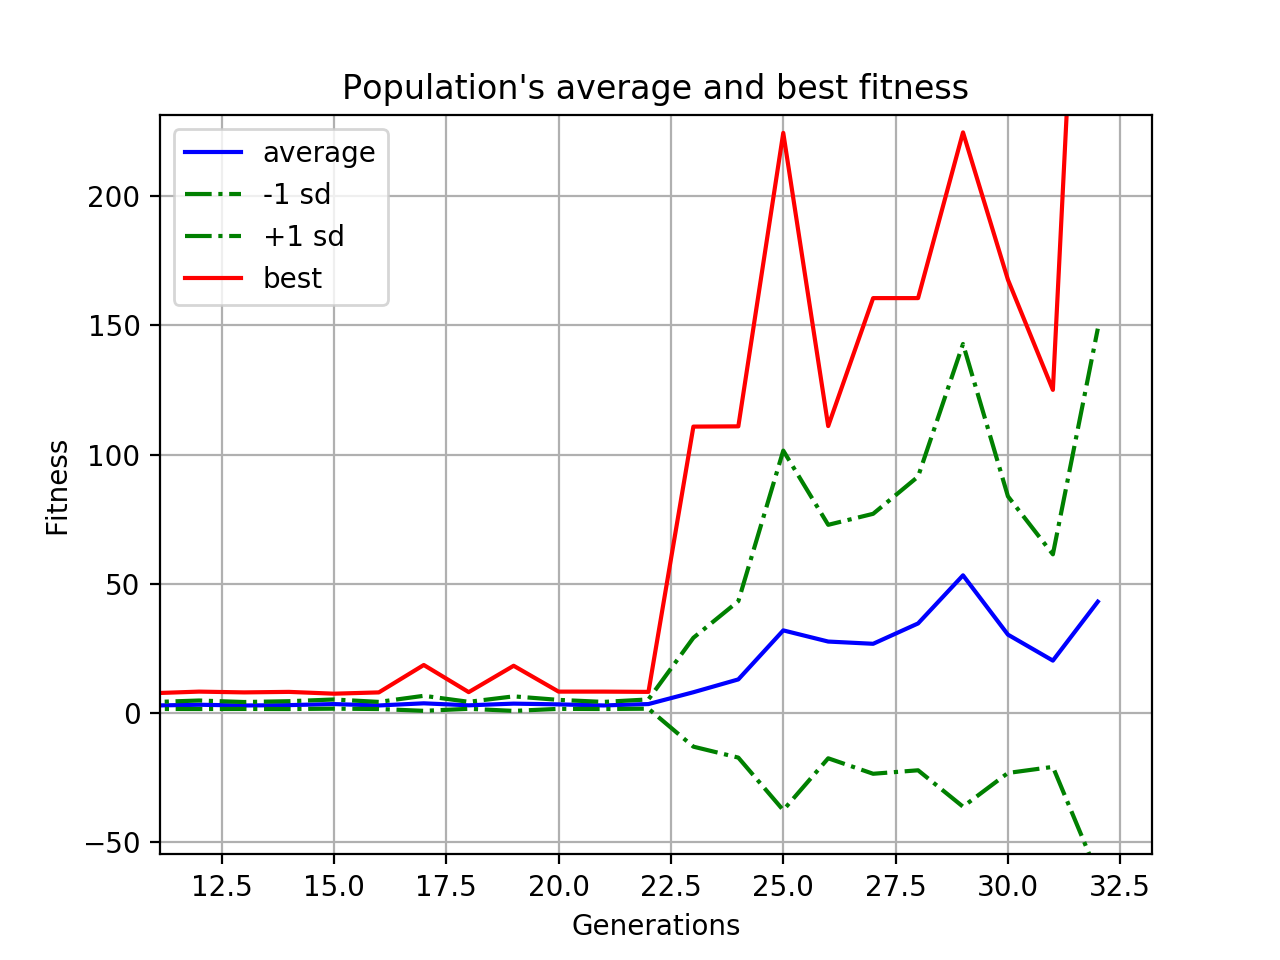 Population's average and best fitness
average
-1 sd
+1 sd
best
200
150
100
50
0
−50
Fitness
12.5 15.0 17.5 20.0 22.5 25.0 27.5 30.0 32.5
Generations